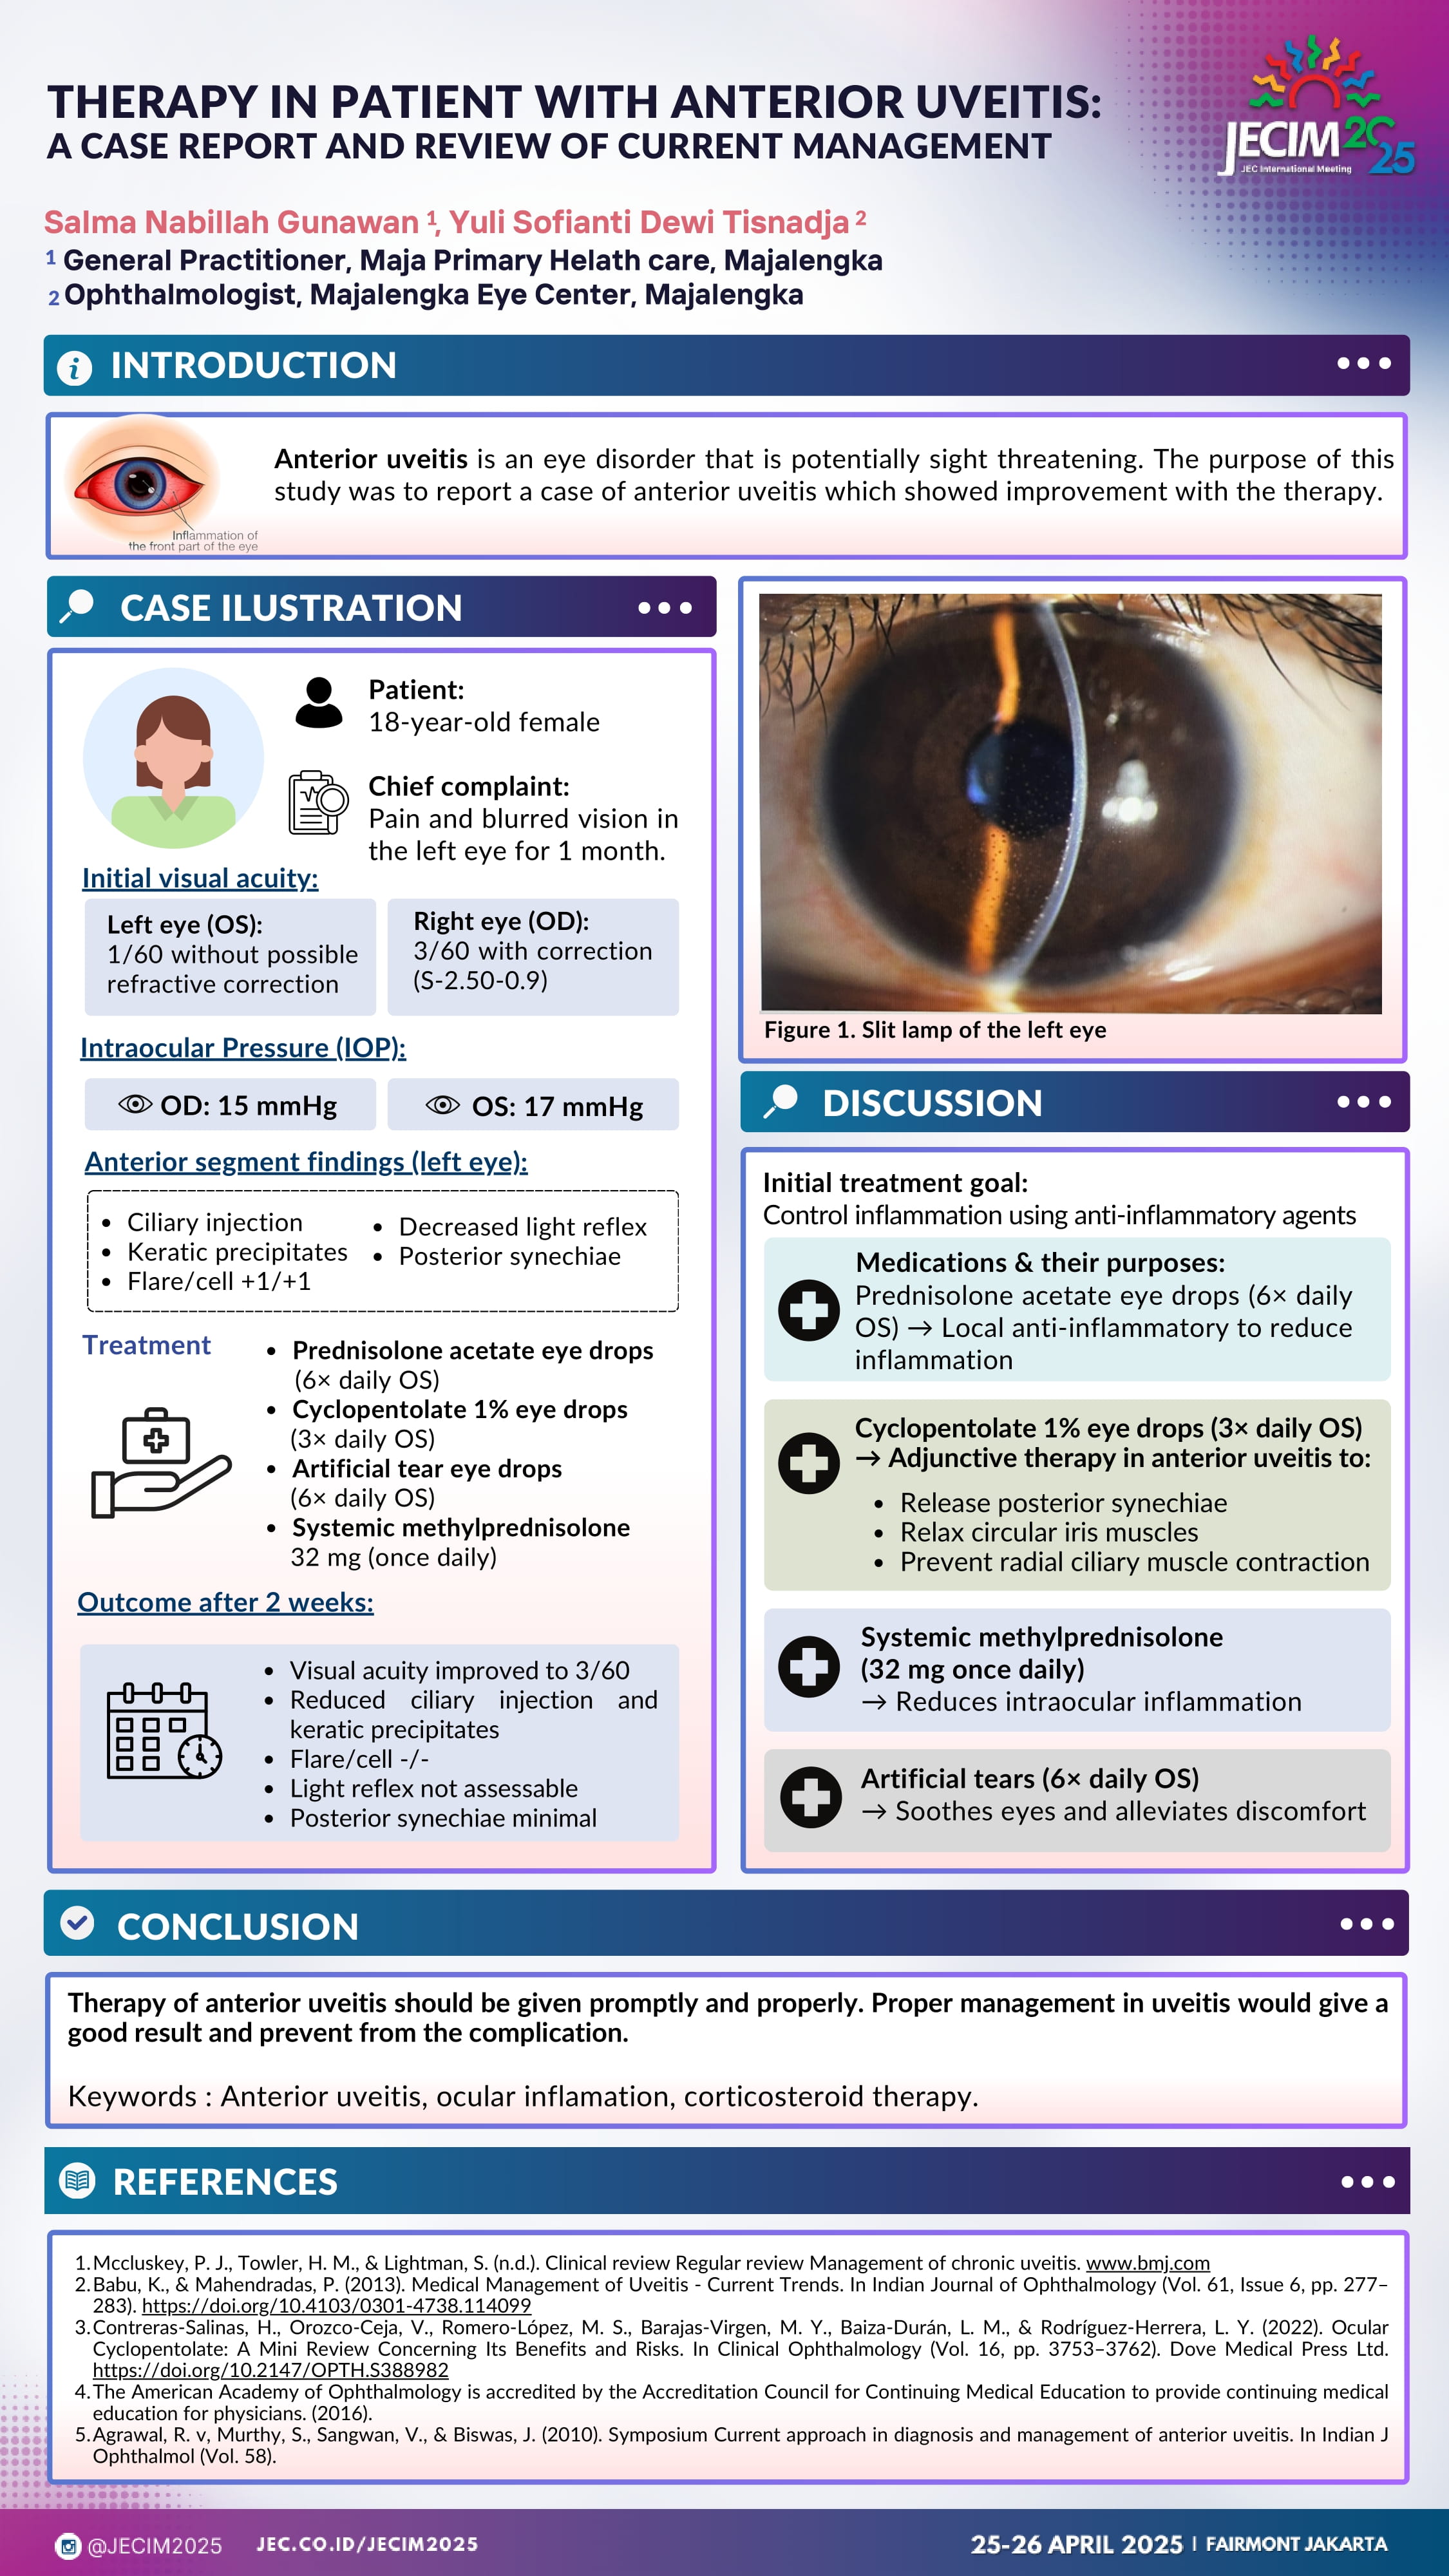 THERAPY IN PATIENT WITH ANTERIOR UVEITIS:
A CASE REPORT AND REVIEW OF CURRENT MANAGEMENT
JECIM 2025
JEC International Meeting
Salma Nabillah Gunawan 1, Yuli Sofianti Dewi Tisnadja 2
1 General Practitioner, Maja Primary Helath care, Majalengka
2 Ophthalmologist, Majalengka Eye Center, Majalengka
INTRODUCTION
Inflammation of
the front part of the eye
Anterior uveitis is an eye disorder that is potentially sight threatening. The purpose of this
study was to report a case of anterior uveitis which showed improvement with the therapy.
CASE ILUSTRATION
Patient:
18-year-old female
Chief complaint:
Pain and blurred vision in
the left eye for 1 month.
Initial visual acuity:
Left eye (OS):
1/60 without possible
refractive correction
Right eye (OD):
3/60 with correction
(S-2.50-0.9)
Intraocular Pressure (IOP):
OD: 15 mmHg
OS: 17 mmHg
Anterior segment findings (left eye):
• Ciliary injection
• Keratic precipitates
• Flare/cell +1/+1
• Decreased light reflex
• Posterior synechiae
Treatment
• Prednisolone acetate eye drops
(6× daily OS)
• Cyclopentolate 1% eye drops
(3× daily OS)
• Artificial tear eye drops
(6× daily OS)
• Systemic methylprednisolone
32 mg (once daily)
Outcome after 2 weeks:
• Visual acuity improved to 3/60
• Reduced ciliary injection and
keratic precipitates
• Flare/cell -/-
• Light reflex not assessable
• Posterior synechiae minimal
Figure 1. Slit lamp of the left eye
DISCUSSION
Initial treatment goal:
Control inflammation using anti-inflammatory agents
Medications & their purposes:
Prednisolone acetate eye drops (6× daily
OS) → Local anti-inflammatory to reduce
inflammation
Cyclopentolate 1% eye drops (3× daily OS)
→ Adjunctive therapy in anterior uveitis to:
• Release posterior synechiae
• Relax circular iris muscles
• Prevent radial ciliary muscle contraction
Systemic methylprednisolone
(32 mg once daily)
→ Reduces intraocular inflammation
Artificial tears (6× daily OS)
→ Soothes eyes and alleviates discomfort
CONCLUSION
Therapy of anterior uveitis should be given promptly and properly. Proper management in uveitis would give a
good result and prevent from the complication.
Keywords : Anterior uveitis, ocular inflamation, corticosteroid therapy.
REFERENCES
1. Mccluskey, P. J., Towler, H. M., & Lightman, S. (n.d.). Clinical review Regular review Management of chronic uveitis. www.bmj.com
2. Babu, K., & Mahendradas, P. (2013). Medical Management of Uveitis - Current Trends. In Indian Journal of Ophthalmology (Vol. 61, Issue 6, pp. 277–
283). https://doi.org/10.4103/0301-4738.114099
3. Contreras-Salinas, H., Orozco-Ceja, V., Romero-López, M. S., Barajas-Virgen, M. Y., Baiza-Durán, L. M., & Rodríguez-Herrera, L. Y. (2022). Ocular
Cyclopentolate: A Mini Review Concerning Its Benefits and Risks. In Clinical Ophthalmology (Vol. 16, pp. 3753–3762). Dove Medical Press Ltd.
https://doi.org/10.2147/OPTH.S388982
4. The American Academy of Ophthalmology is accredited by the Accreditation Council for Continuing Medical Education to provide continuing medical
education for physicians. (2016).
5. Agrawal, R. v, Murthy, S., Sangwan, V., & Biswas, J. (2010). Symposium Current approach in diagnosis and management of anterior uveitis. In Indian J
Ophthalmol (Vol. 58).
@JECIM2025
JEC.CO.ID/JECIM2025
25-26 APRIL 2025 | FAIRMONT JAKARTA